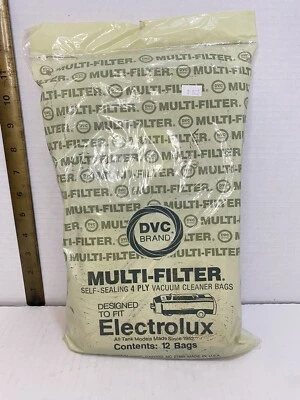 MULTI-FILTER.
DVC
BRAND
MULTI-FILTER.
SELF-SEALING 4 PLY VACUUM CLEANER BAGS
DESIGNED
TO FIT
Electrolux
All Tank Models Made Since 1952
Contents: 12 Bags